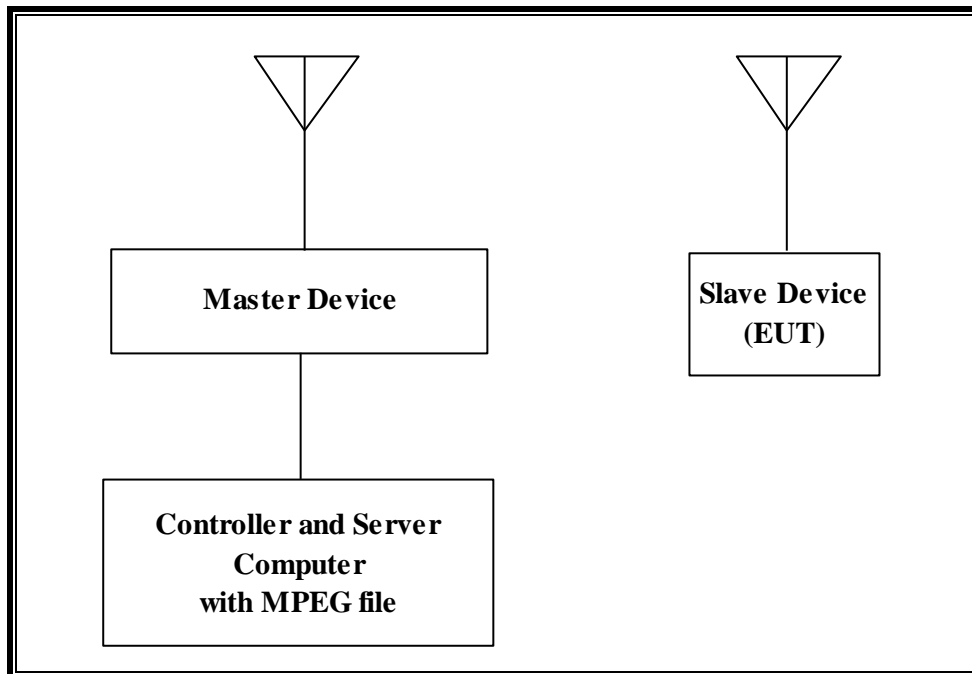 Master Device
Slave Device
(EUT)
Controller and Server
Computer
with MPEG file